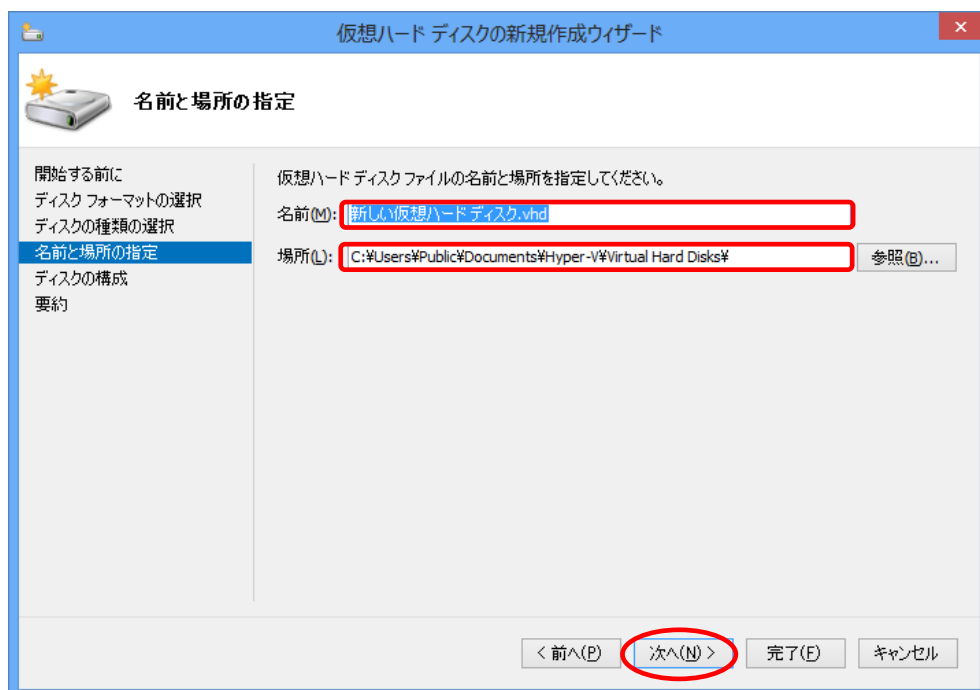 仮想ハード ディスクの新規作成ウィザード
名前と場所の指定
開始する前に
ディスク フォーマットの選択
ディスクの種類の選択
名前と場所の指定
ディスクの構成
要約
仮想ハード ディスク ファイルの名前と場所を指定してください。
名前(M): 新しい仮想ハード ディスク.vhd
場所(L): C:¥Users¥Public¥Documents¥Hyper-V¥Virtual Hard Disks¥ 参照(B)...
< 前へ(P) 次へ(N) > 完了(F) キャンセル